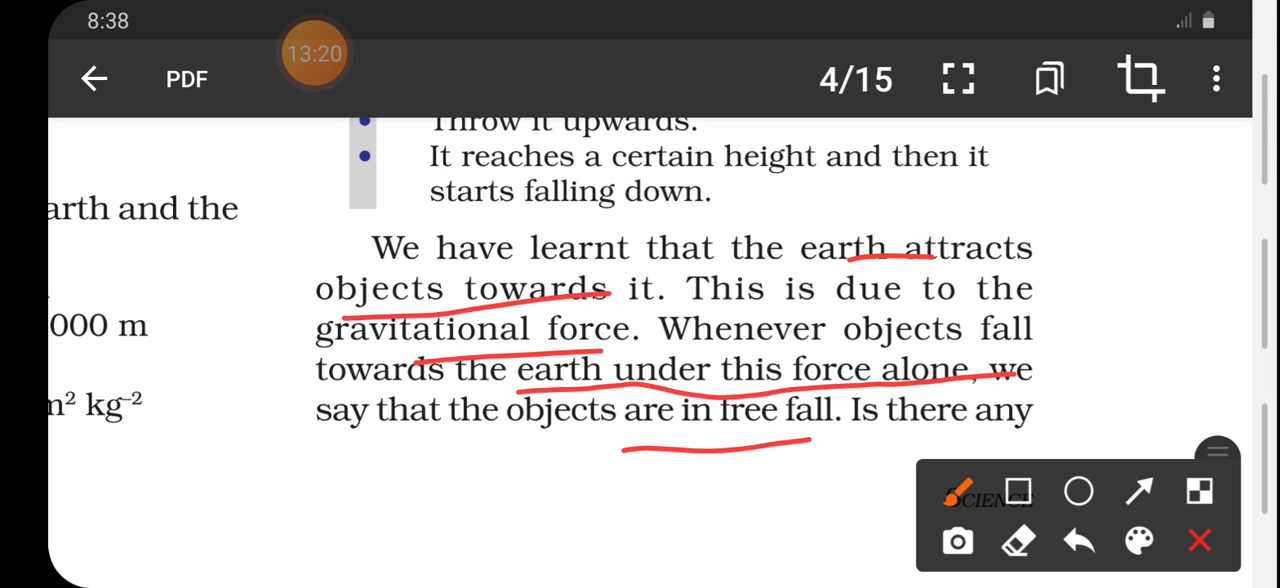 8:38
13:20
PDF
4/15
Throw it upwards.
It reaches a certain height and then it
starts falling down.
arth and the
We have learnt that the earth attracts
objects towards it. This is due to the
000 m
gravitational force. Whenever objects fall
towards the earth under this force alone, we
m² kg⁻²
say that the objects are in free fall. Is there any
SCIENCE